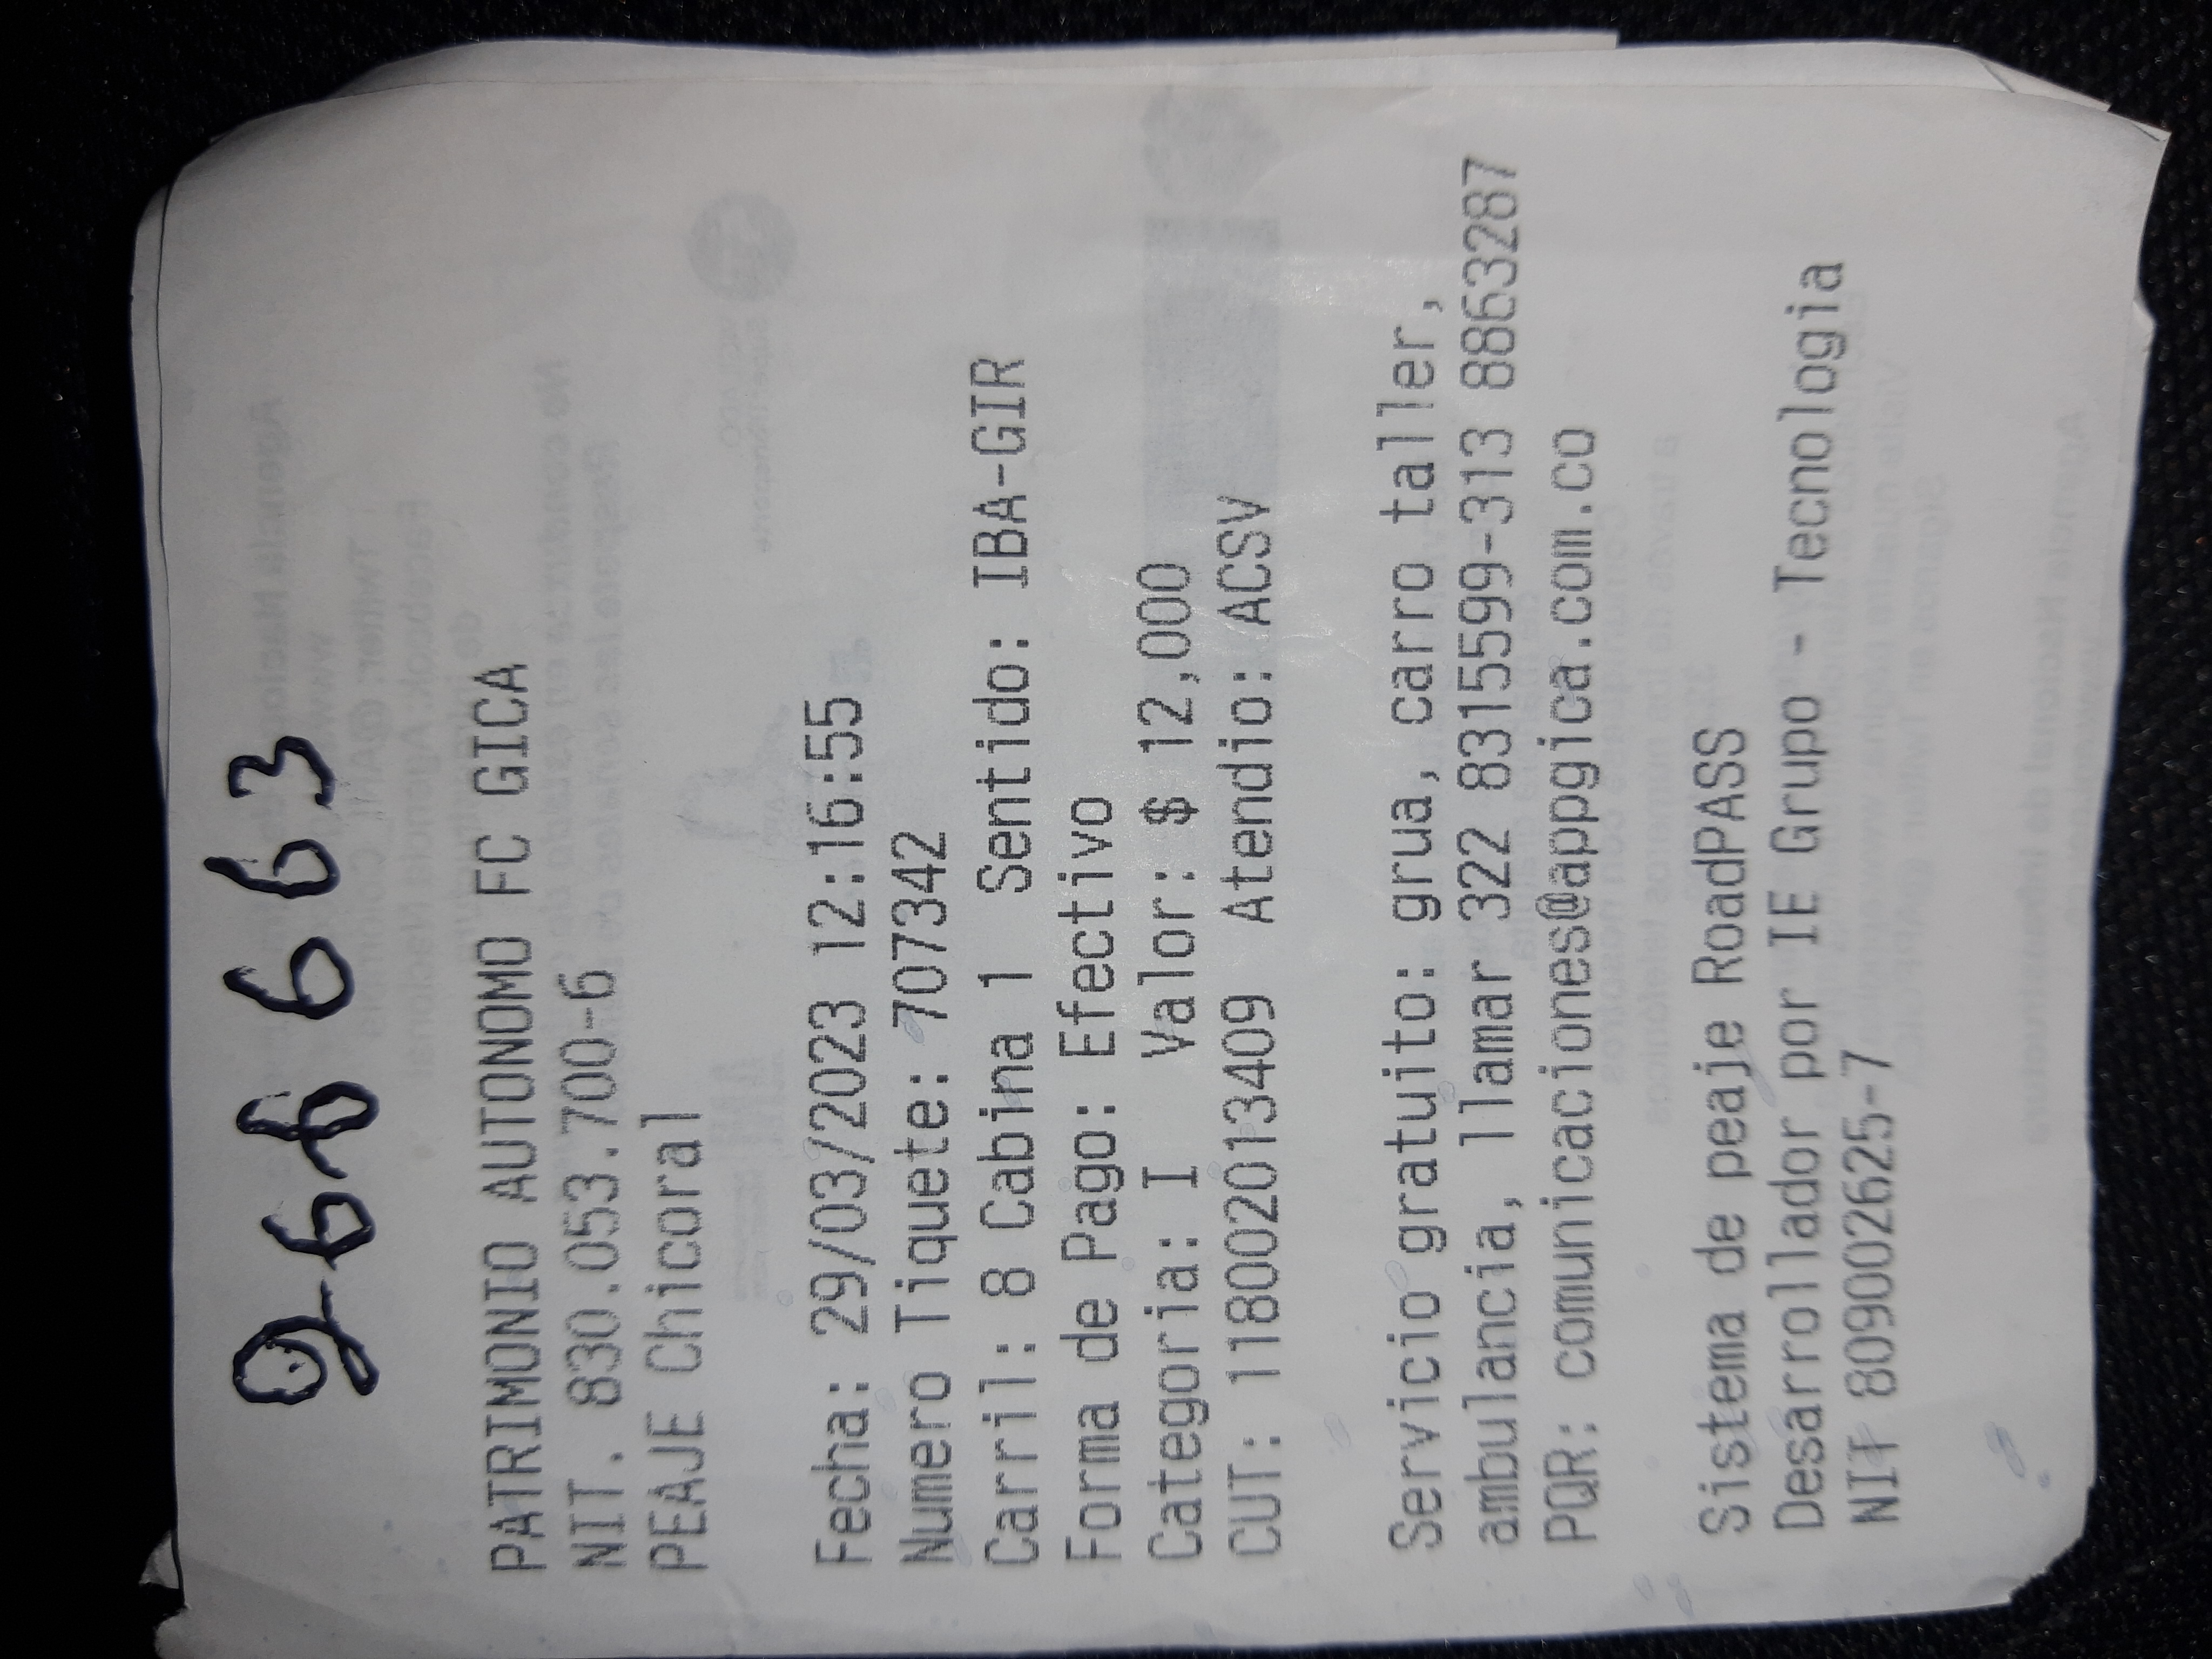 PATRIMONIO AUTONOMO FC GICA
NIT. 830.053.700-6
PEAJE Chicoral
Fecha: 29/03/2023 12:16:55
Numero Tiquete: 707342
Carril: 8 Cabina 1 Sentido: IBA-GIR
Forma de Pago: Efectivo
Categoria: I Valor: $ 12,000
CUT: 118002013409 Atendio: ACSV
Servicio gratuito: grua, carro taller,
ambulancia, llamar 322 8315599-313 8863287
PQR: comunicaciones@appgica.com.co
Sistema de peaje RoadPASS
Desarrollador por IE Grupo - Tecnologia
NIT 809002625-7